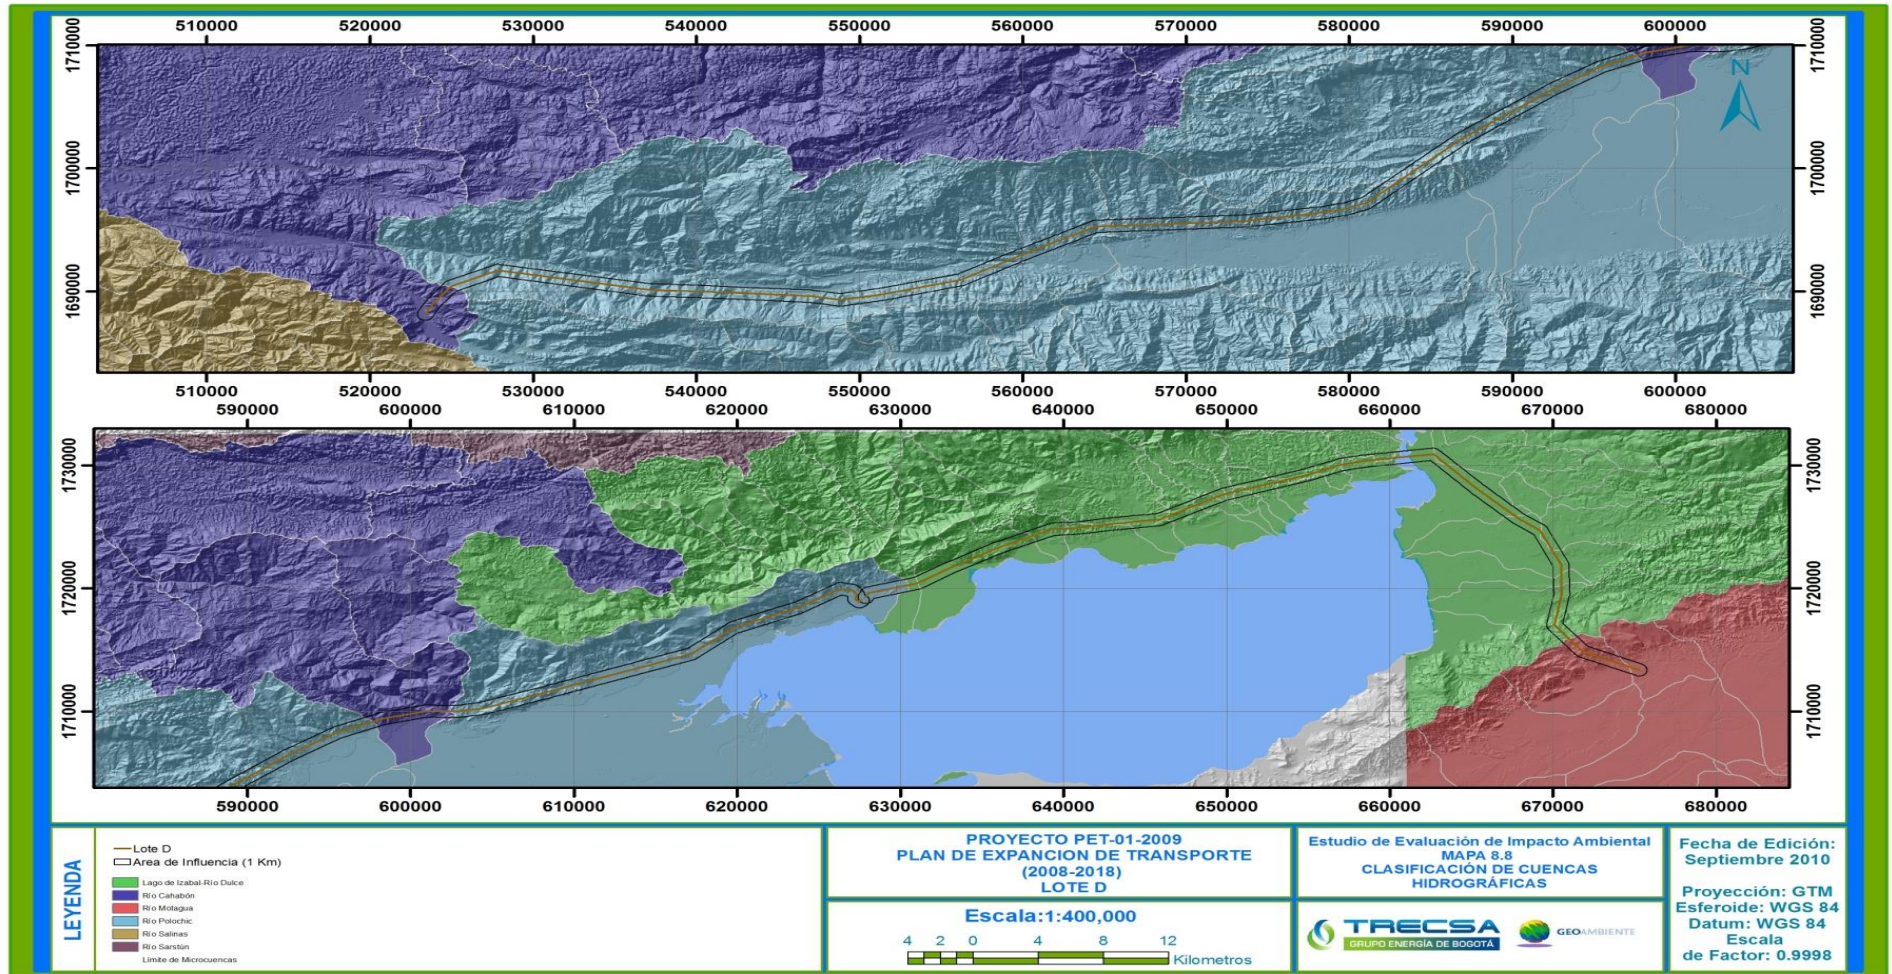 510000 520000 530000 540000 550000 560000 570000 580000 590000 600000
1710000 1710000
1700000 1700000
1690000 1690000
N
510000 520000 530000 540000 550000 560000 570000 580000 590000 600000
590000 600000 610000 620000 630000 640000 650000 660000 670000 680000
1730000 1730000
1720000 1720000
1710000 1710000
590000 600000 610000 620000 630000 640000 650000 660000 670000 680000
LEYENDA
Lote D
Area de Influencia (1 Km)
Lago de Izabal-Río Dulce
Río Cahabón
Río Motagua
Río Polochic
Río Salinas
Río Sarstún
Límite de Microcuencas
PROYECTO PET-01-2009
PLAN DE EXPANCION DE TRANSPORTE
(2008-2018)
LOTE D
Escala:1:400,000
4 2 0 4 8 12
Kilometros
Estudio de Evaluación de Impacto Ambiental
MAPA 8.8
CLASIFICACIÓN DE CUENCAS
HIDROGRÁFICAS
TRECSA
GRUPO ENERGÍA DE BOGOTÁ
GEOAMBIENTE
Fecha de Edición:
Septiembre 2010
Proyección: GTM
Esferoide: WGS 84
Datum: WGS 84
Escala
de Factor: 0.9998